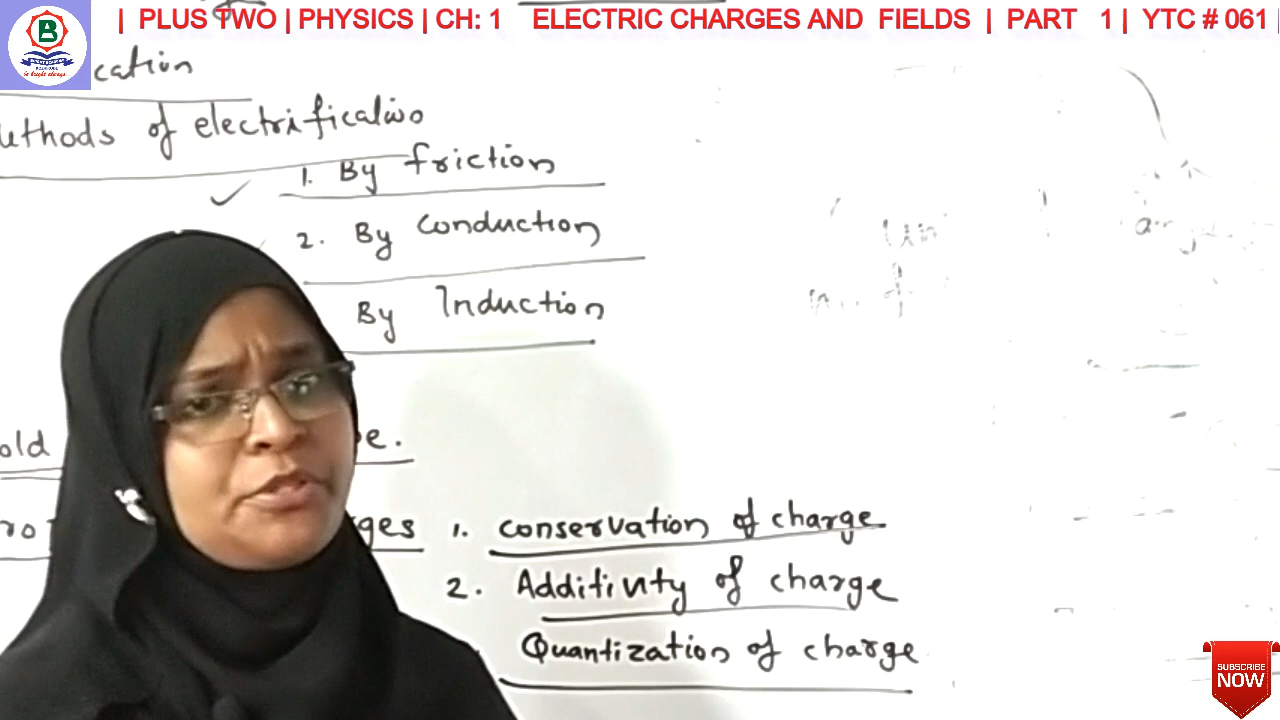 | PLUS TWO | PHYSICS | CH: 1 ELECTRIC CHARGES AND FIELDS | PART 1 | YTC # 061 |
B
cation
ethods of electrificatio
1. By friction
2. By Conduction
By Induction
old e.
ro ges 1. conservation of charge
2. Additivity of charge
Quantization of charge
SUBSCRIBE
NOW